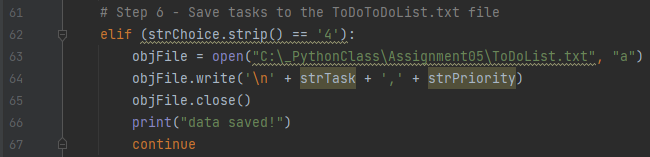 61 # Step 6 - Save tasks to the ToDoToDoList.txt file
62 elif (strChoice.strip() == '4'):
63 objFile = open("C:\_PythonClass\Assignment05\ToDoList.txt", "a")
64 objFile.write('\n' + strTask + ',' + strPriority)
65 objFile.close()
66 print("data saved!")
67 continue